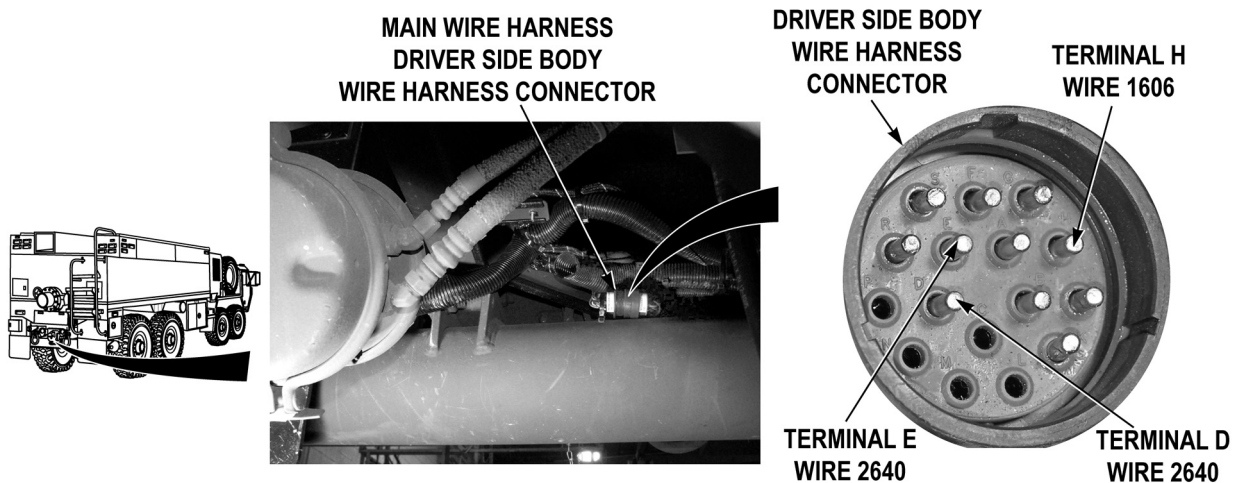 MAIN WIRE HARNESS
DRIVER SIDE BODY
WIRE HARNESS CONNECTOR
DRIVER SIDE BODY
WIRE HARNESS
CONNECTOR
TERMINAL H
WIRE 1606
TERMINAL E
WIRE 2640
TERMINAL D
WIRE 2640